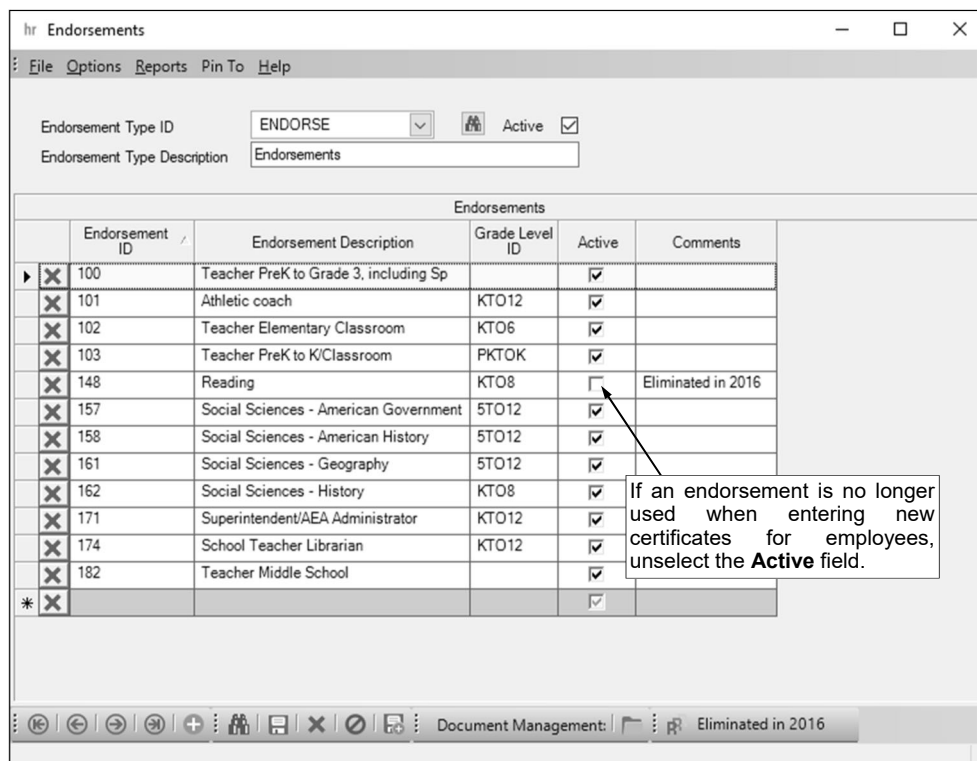 hr Endorsements
File Options Reports Pin To Help
Endorsement Type ID ENDORSE Active
Endorsement Type Description Endorsements
Endorsements
Endorsement ID Endorsement Description Grade Level ID Active Comments
100 Teacher PreK to Grade 3, including Sp
101 Athletic coach KTO12
102 Teacher Elementary Classroom KTO6
103 Teacher PreK to K/Classroom PKTOK
148 Reading KTO8 Eliminated in 2016
157 Social Sciences - American Government 5TO12
158 Social Sciences - American History 5TO12
161 Social Sciences - Geography 5TO12
162 Social Sciences - History KTO8
171 Superintendent/AEA Administrator KTO12
174 School Teacher Librarian KTO12
182 Teacher Middle School
If an endorsement is no longer
used when entering new
certificates for employees,
unselect the Active field.
Document Management: Eliminated in 2016